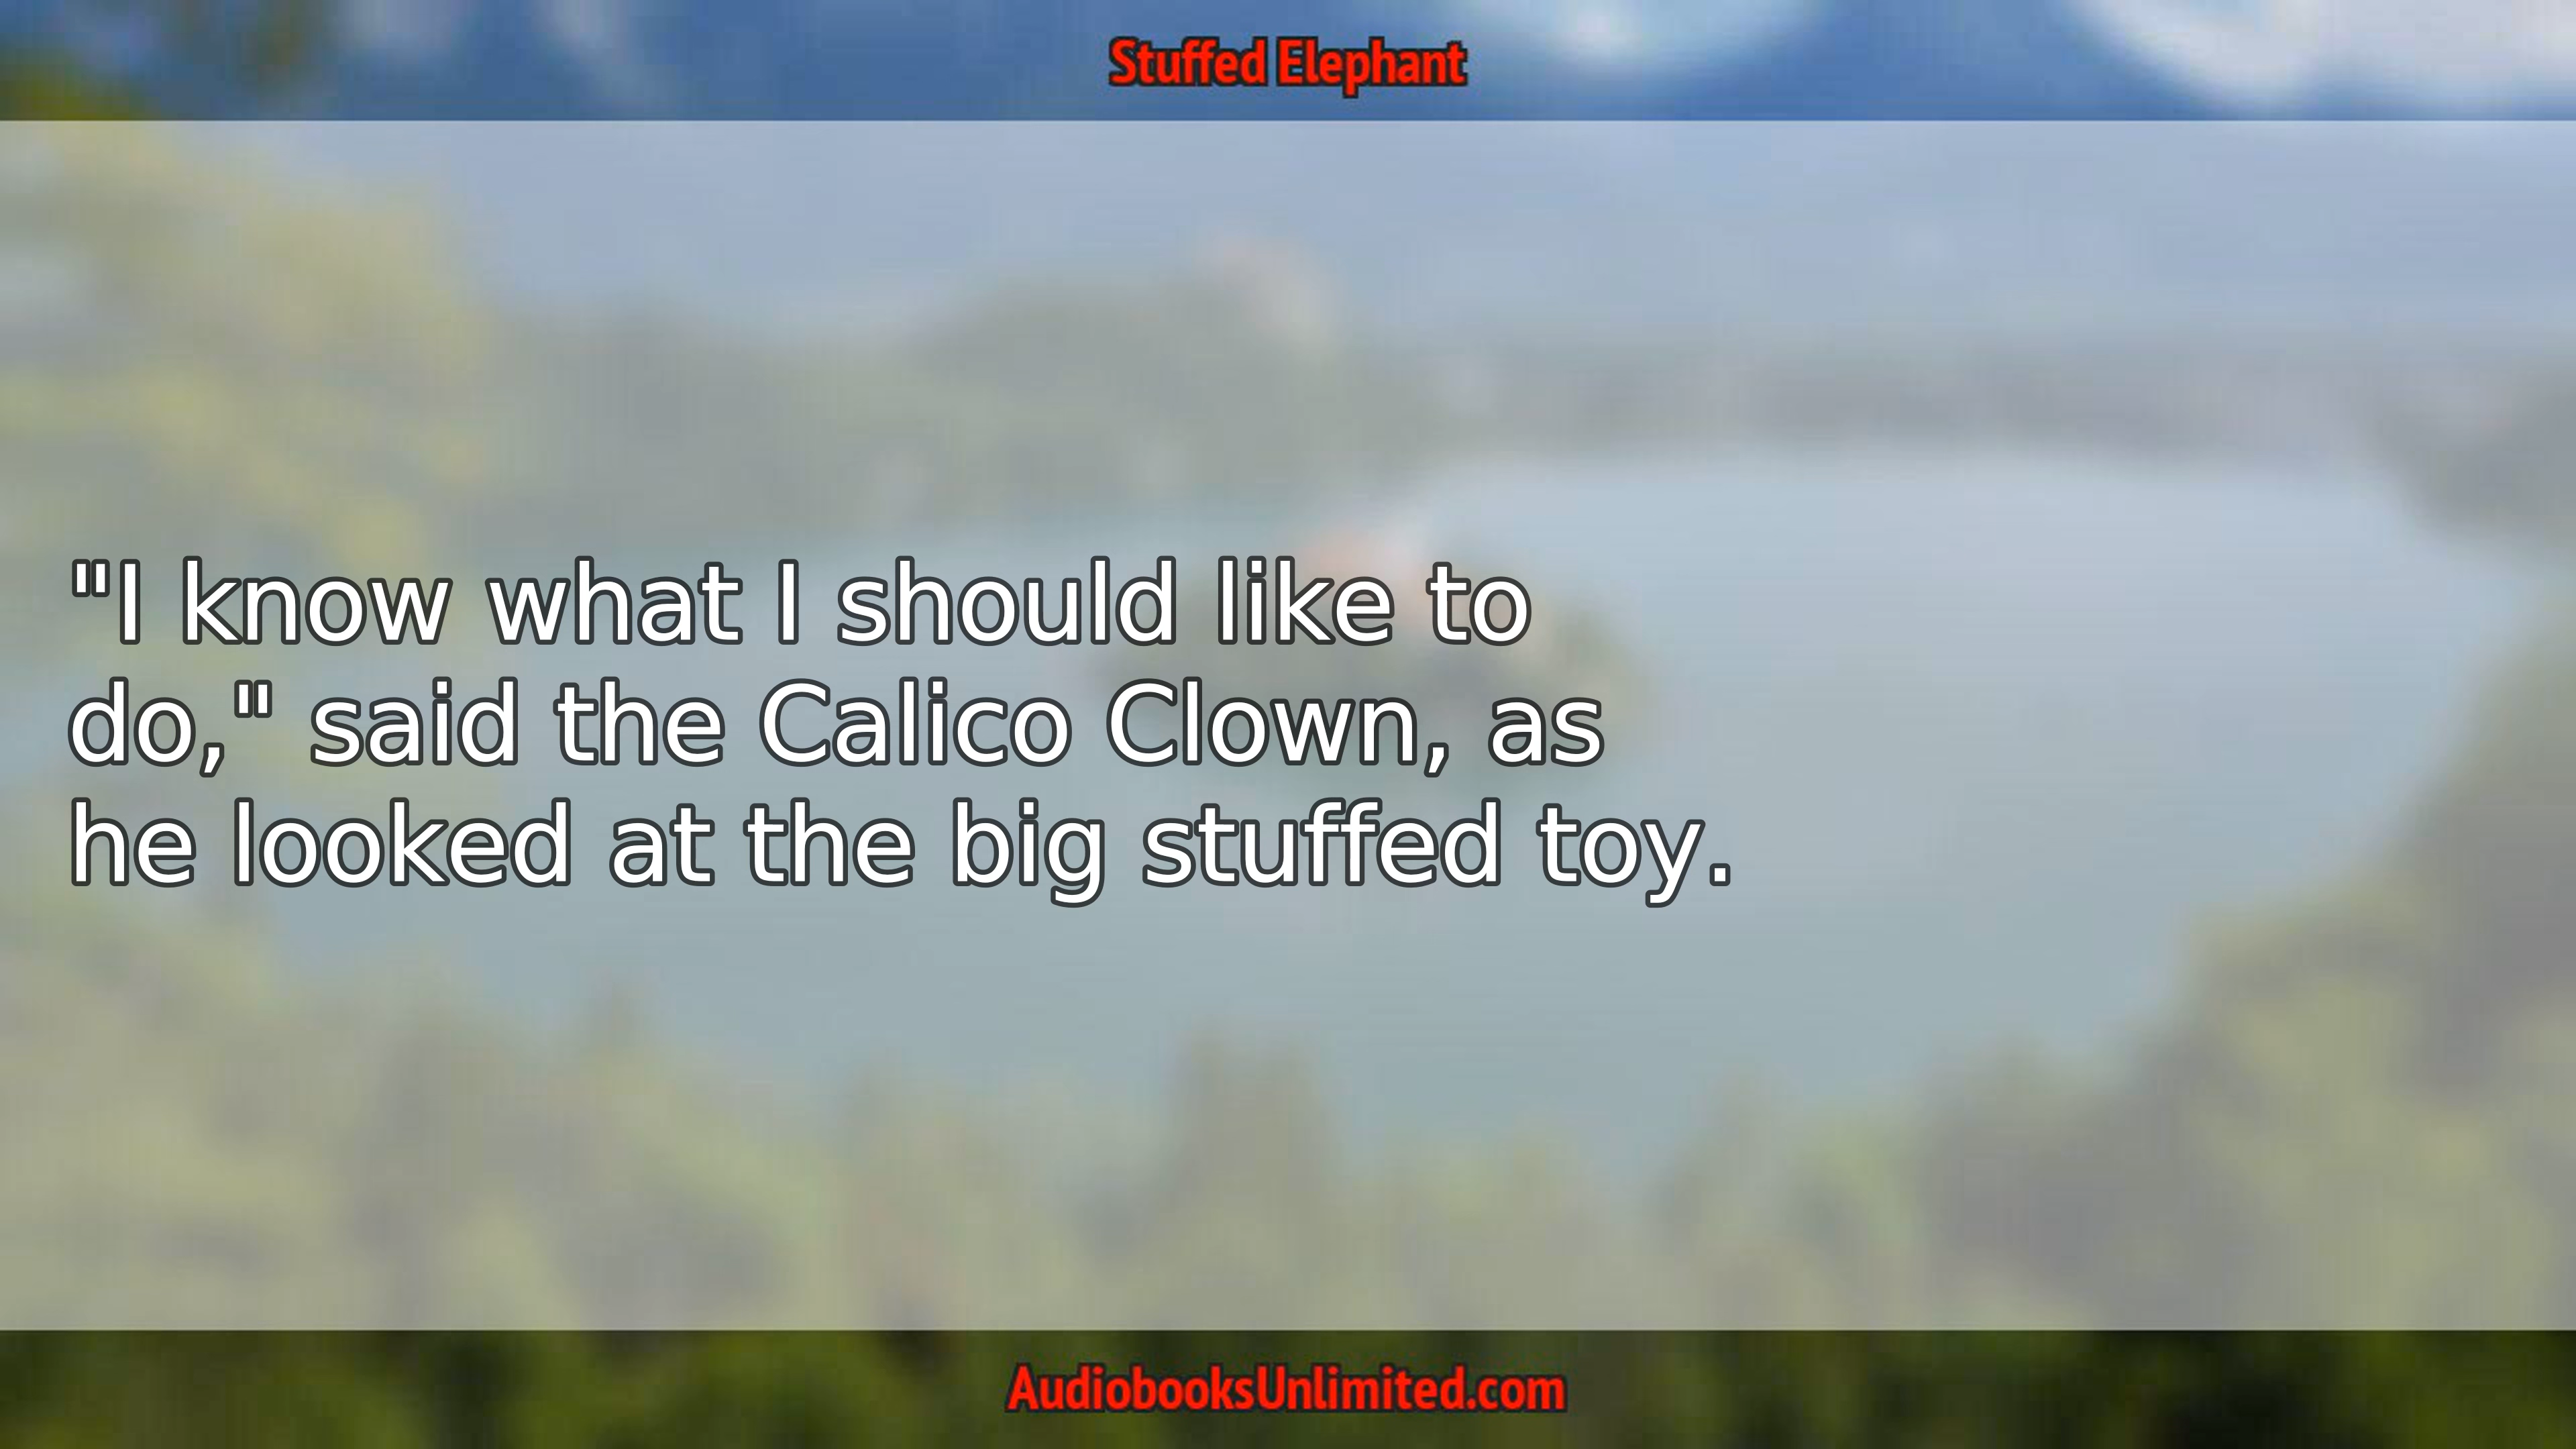 Stuffed Elephant
"I know what I should like to
do," said the Calico Clown, as
he looked at the big stuffed toy.
AudiobooksUnlimited.com